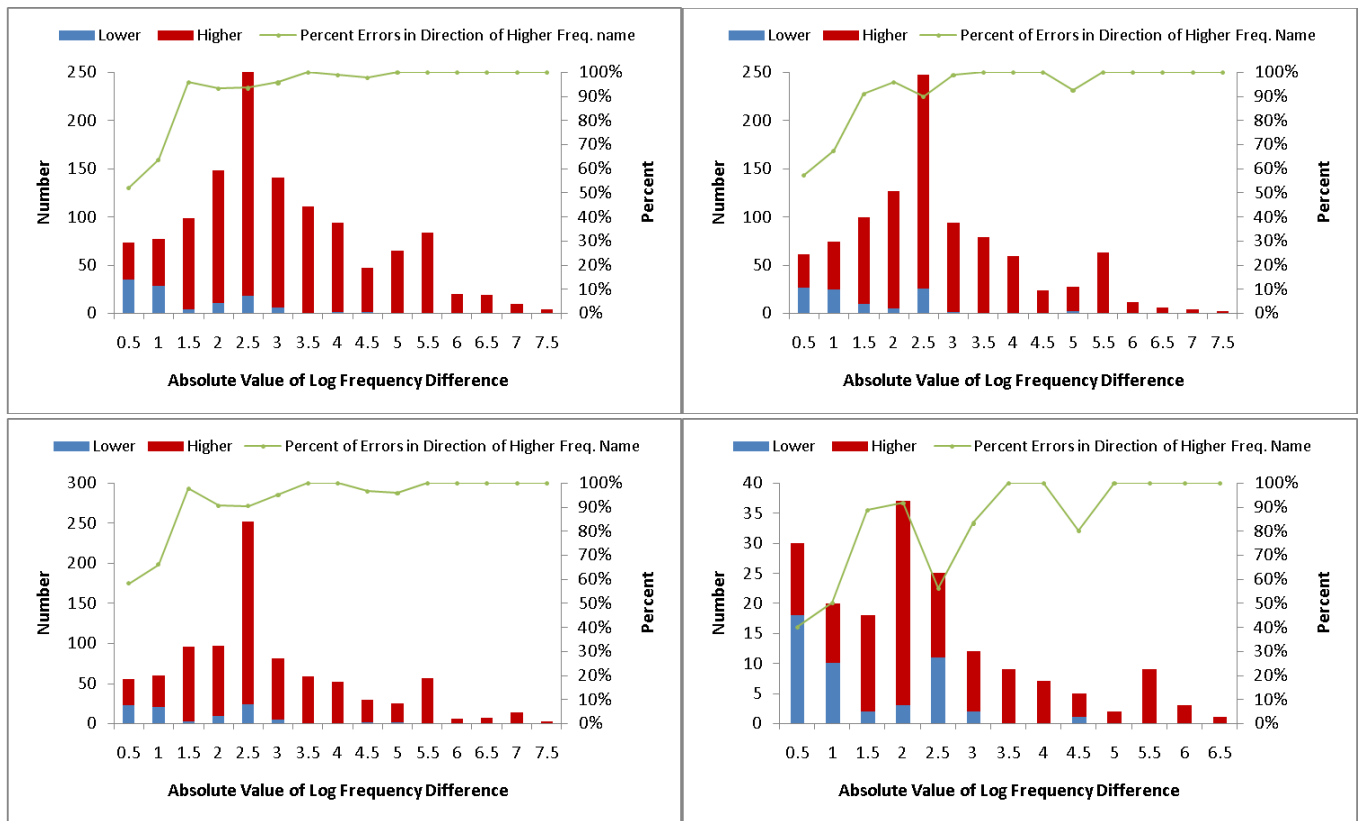 Lower Higher Percent Errors in Direction of Higher Freq. name
250 100%
90%
200 80%
70%
150 60%
50%
100 40%
30%
50 20%
10%
0 0%
Number
Percent
0.5 1 1.5 2 2.5 3 3.5 4 4.5 5 5.5 6 6.5 7 7.5
Absolute Value of Log Frequency Difference
Lower Higher Percent of Errors in Direction of Higher Freq. Name
250 100%
90%
200 80%
70%
150 60%
50%
100 40%
30%
50 20%
10%
0 0%
Number
Percent
0.5 1 1.5 2 2.5 3 3.5 4 4.5 5 5.5 6 6.5 7 7.5
Absolute Value of Log Frequency Difference
Lower Higher Percent of Errors in Direction of Higher Freq. Name
300 100%
90%
250 80%
70%
200 60%
150 50%
40%
100 30%
20%
50 10%
0 0%
Number
Percent
0.5 1 1.5 2 2.5 3 3.5 4 4.5 5 5.5 6 6.5 7 7.5
Absolute Value of Log Frequency Difference
Lower Higher Percent Errors in Direction of Higher Freq. Name
40 100%
35 90%
30 80%
70%
25 60%
20 50%
15 40%
30%
10 20%
5 10%
0 0%
Number
Percent
0.5 1 1.5 2 2.5 3 3.5 4 4.5 5 5.5 6 6.5
Absolute Value of Log Frequency Difference